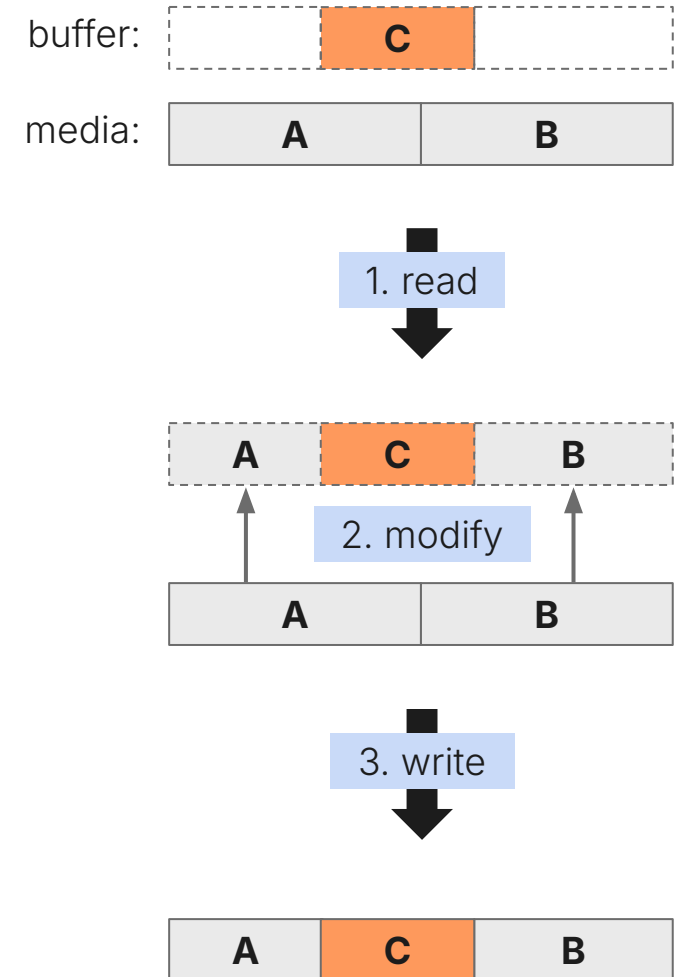 buffer: C
media: A B
1. read
A C B
2. modify
A B
3. write
A C B